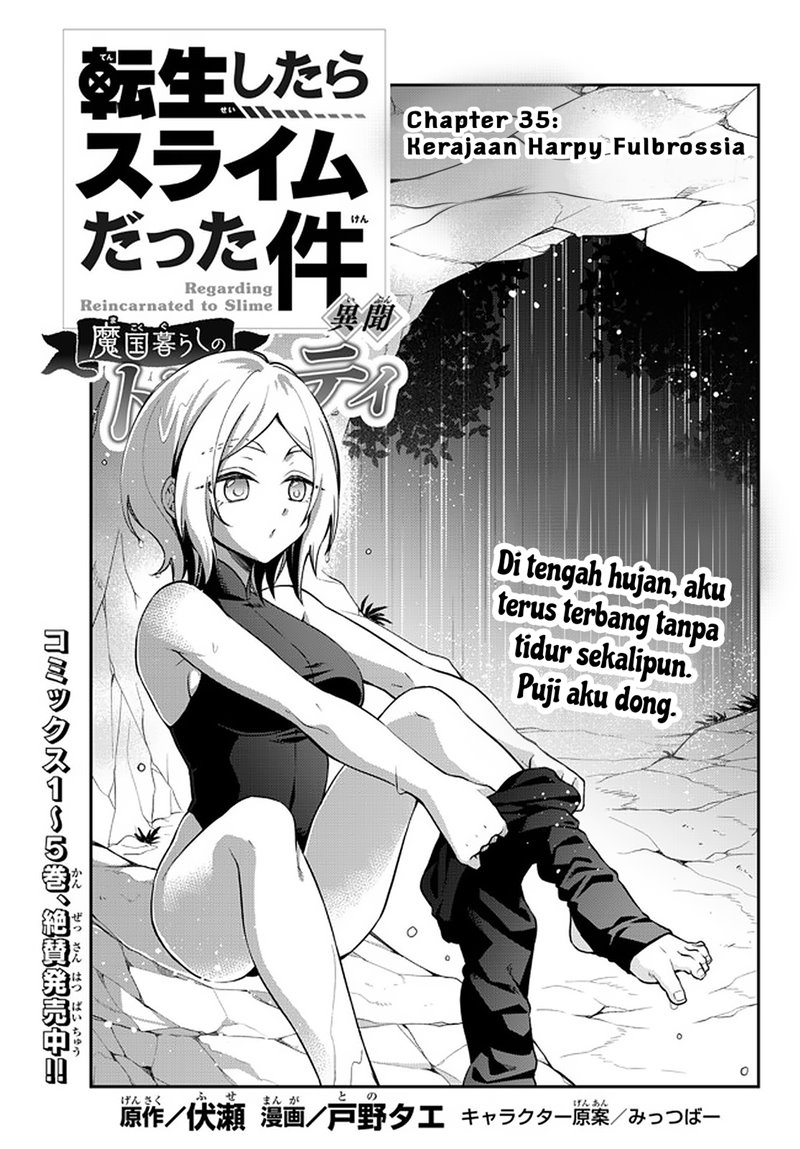 転生したら
スライム
だった件
Regarding
Reincarnated to Slime
異聞
魔国暮らしの
ティ
Chapter 35:
Kerajaan Harpy Fulbrossia
Di tengah hujan, aku
terus terbang tanpa
tidur sekalipun.
Puji aku dong.
コミックス1～5巻、絶賛発売中!!
原作／伏瀬 漫画／戸野タエ キャラクター原案／みっつばー